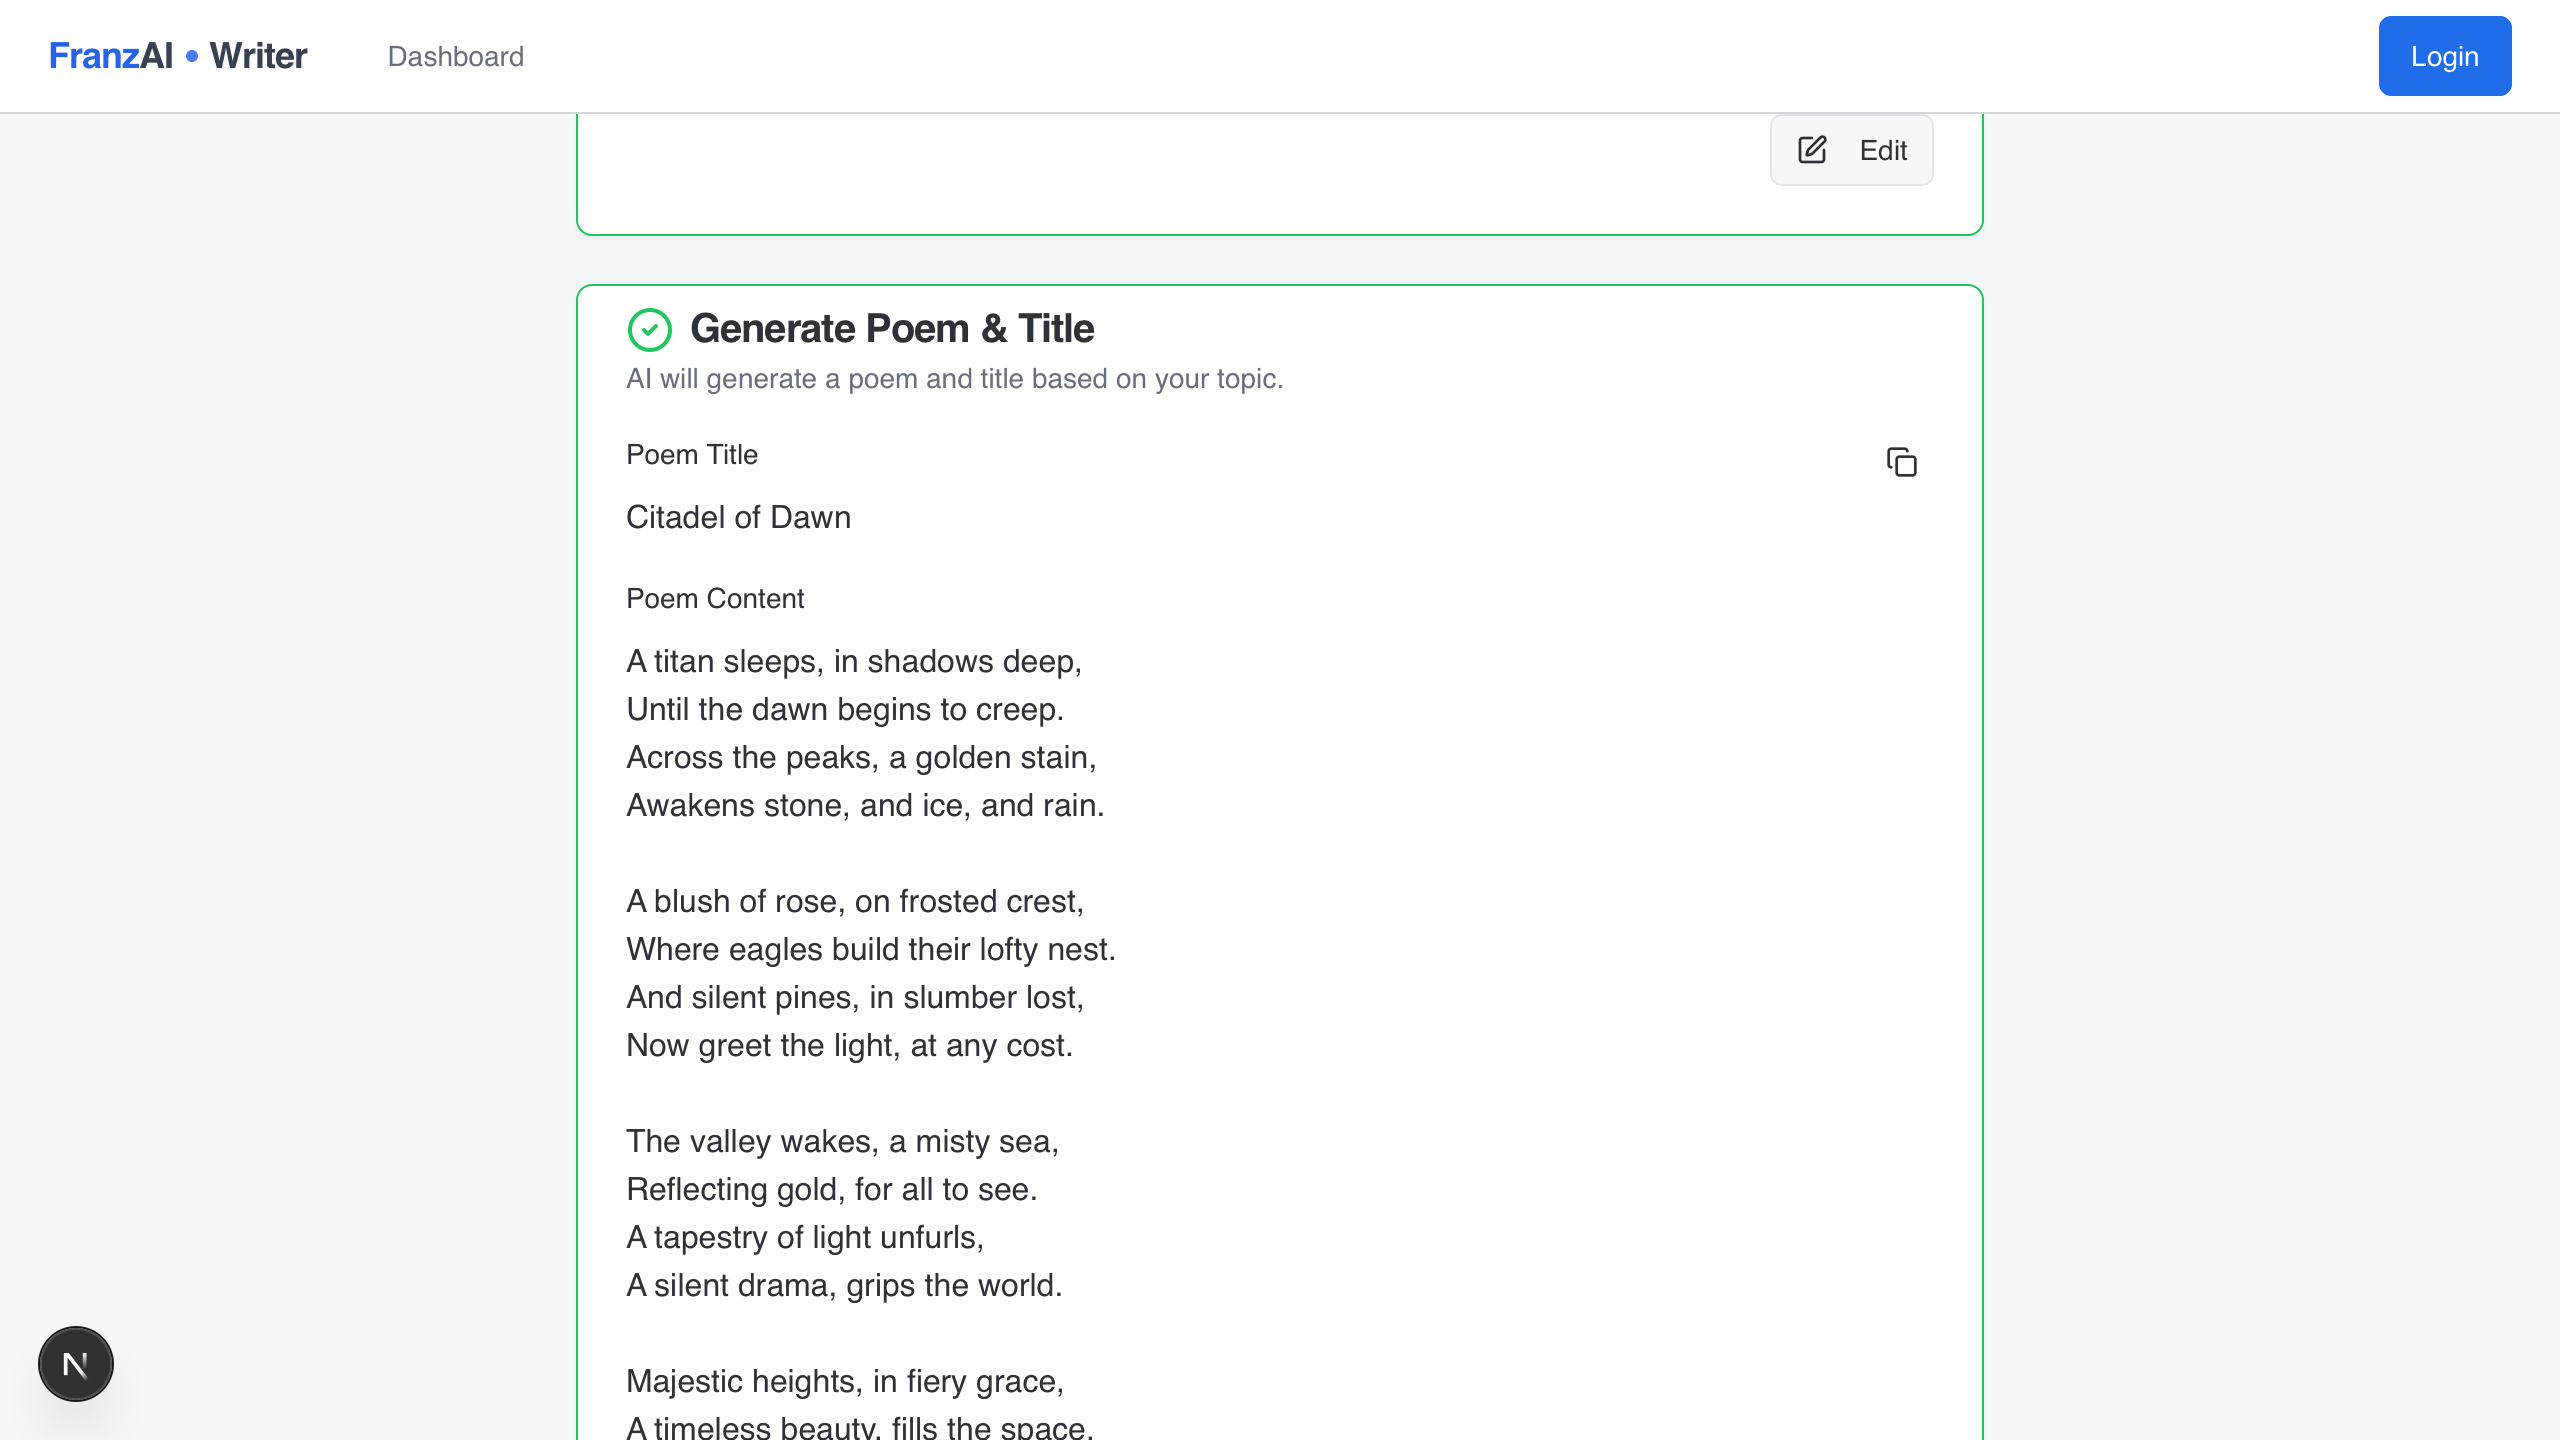 FranzAI • Writer
Dashboard
Login
Edit
Generate Poem & Title
AI will generate a poem and title based on your topic.
Poem Title
Citadel of Dawn
Poem Content
A titan sleeps, in shadows deep,
Until the dawn begins to creep.
Across the peaks, a golden stain,
Awakens stone, and ice, and rain.
A blush of rose, on frosted crest,
Where eagles build their lofty nest.
And silent pines, in slumber lost,
Now greet the light, at any cost.
The valley wakes, a misty sea,
Reflecting gold, for all to see.
A tapestry of light unfurls,
A silent drama, grips the world.
Majestic heights, in fiery grace,
A timeless beauty, fills the space.
N